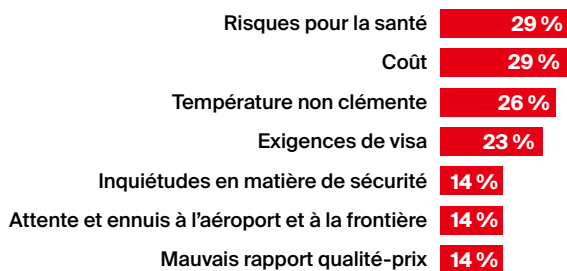 Risques pour la santé 29 %
Coût 29 %
Température non clémente 26 %
Exigences de visa 23 %
Inquiétudes en matière de sécurité 14 %
Attente et ennuis à l'aéroport et à la frontière 14 %
Mauvais rapport qualité-prix 14 %